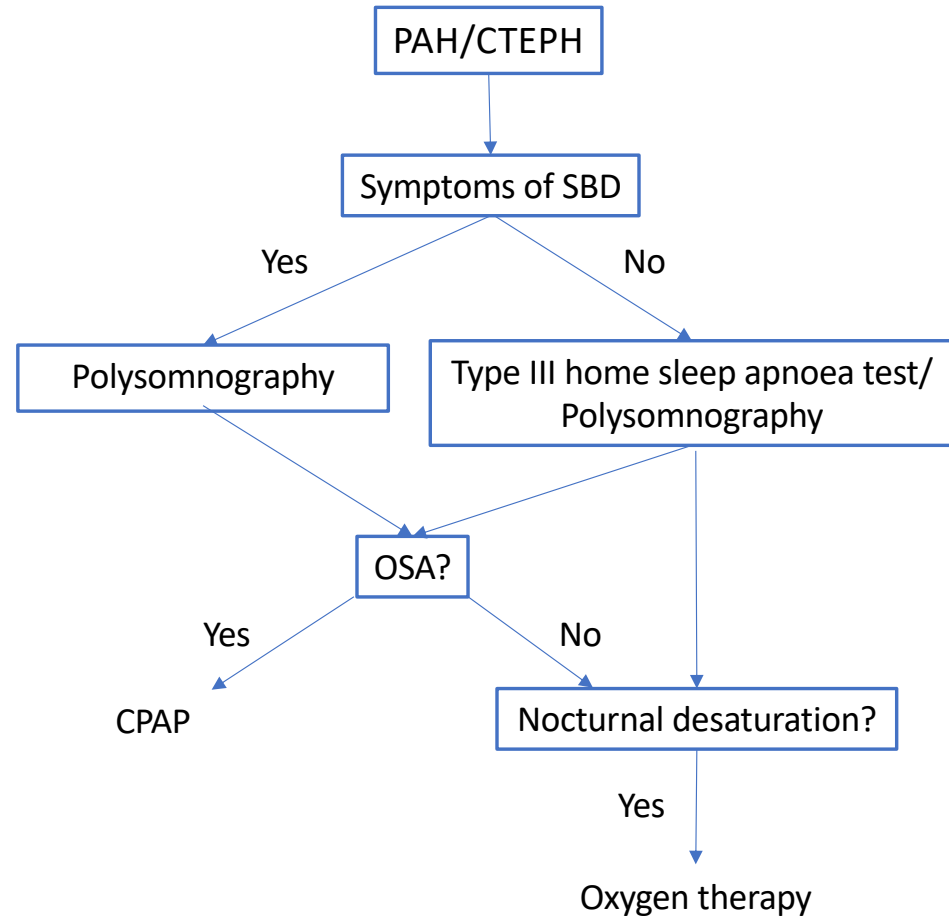 PAH/CTEPH
Symptoms of SBD
Yes
No
Polysomnography
Type III home sleep apnoea test/
Polysomnography
OSA?
Yes
No
CPAP
Nocturnal desaturation?
Yes
Oxygen therapy